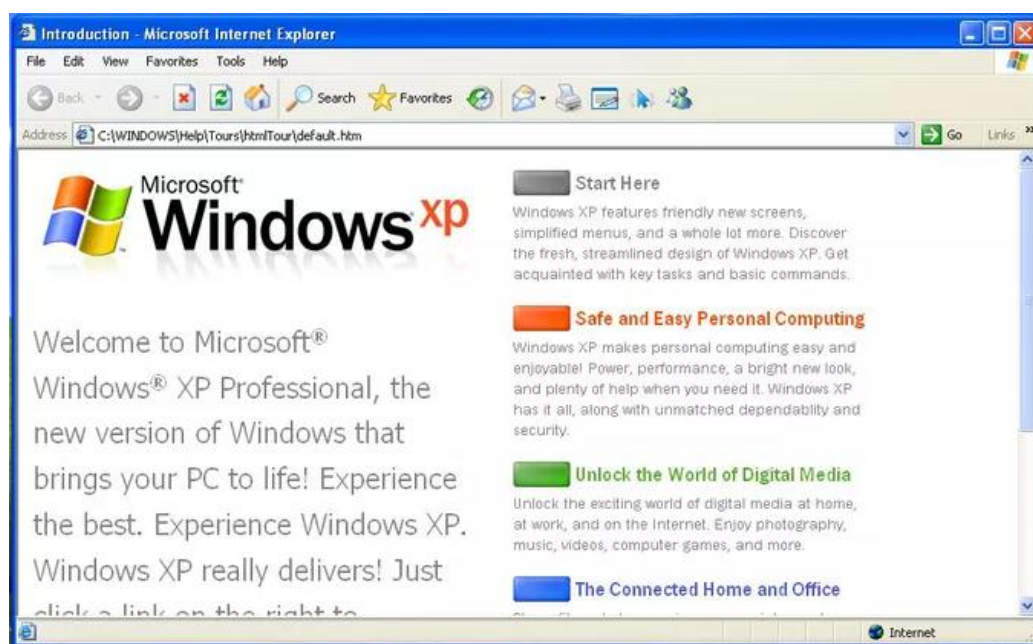 Introduction - Microsoft Internet Explorer
File Edit View Favorites Tools Help
Back Search Favorites
Address C:\WINDOWS\Help\Tours\htmlTour\default.htm Go Links »
Microsoft®
Windows xp
Welcome to Microsoft®
Windows® XP Professional, the
new version of Windows that
brings your PC to life! Experience
the best. Experience Windows XP.
Windows XP really delivers! Just
click a link on the right to
Start Here
Windows XP features friendly new screens,
simplified menus, and a whole lot more. Discover
the fresh, streamlined design of Windows XP. Get
acquainted with key tasks and basic commands.
Safe and Easy Personal Computing
Windows XP makes personal computing easy and
enjoyable! Power, performance, a bright new look,
and plenty of help when you need it. Windows XP
has it all, along with unmatched dependablity and
security.
Unlock the World of Digital Media
Unlock the exciting world of digital media at home,
at work, and on the Internet. Enjoy photography,
music, videos, computer games, and more.
The Connected Home and Office
Internet